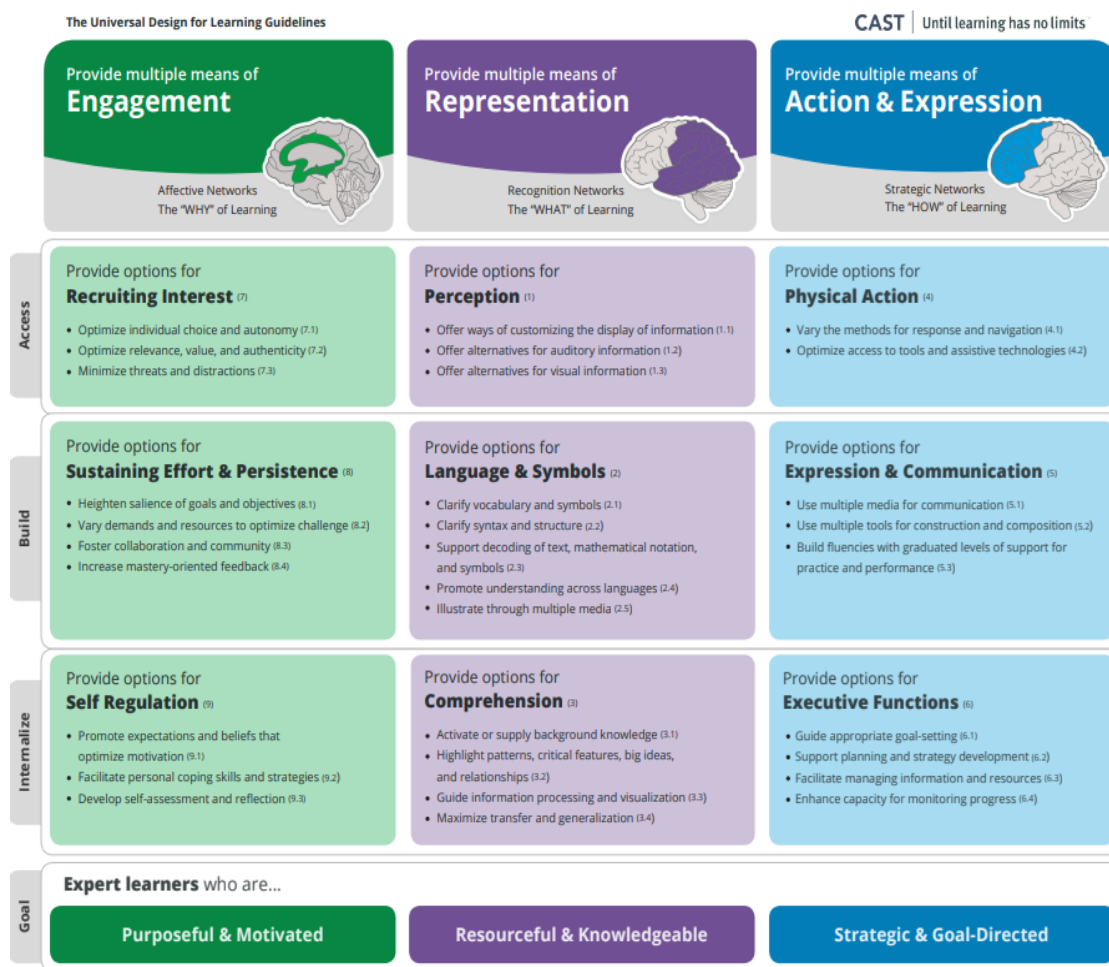 The Universal Design for Learning Guidelines
CAST | Until learning has no limits
Provide multiple means of
Engagement
Affective Networks
The "WHY" of Learning
Provide multiple means of
Representation
Recognition Networks
The "WHAT" of Learning
Provide multiple means of
Action & Expression
Strategic Networks
The "HOW" of Learning
Access
Provide options for
Recruiting Interest (7)
• Optimize individual choice and autonomy (7.1)
• Optimize relevance, value, and authenticity (7.2)
• Minimize threats and distractions (7.3)
Provide options for
Perception (1)
• Offer ways of customizing the display of information (1.1)
• Offer alternatives for auditory information (1.2)
• Offer alternatives for visual information (1.3)
Provide options for
Physical Action (4)
• Vary the methods for response and navigation (4.1)
• Optimize access to tools and assistive technologies (4.2)
Build
Provide options for
Sustaining Effort & Persistence (8)
• Heighten salience of goals and objectives (8.1)
• Vary demands and resources to optimize challenge (8.2)
• Foster collaboration and community (8.3)
• Increase mastery-oriented feedback (8.4)
Provide options for
Language & Symbols (2)
• Clarify vocabulary and symbols (2.1)
• Clarify syntax and structure (2.2)
• Support decoding of text, mathematical notation,
and symbols (2.3)
• Promote understanding across languages (2.4)
• Illustrate through multiple media (2.5)
Provide options for
Expression & Communication (5)
• Use multiple media for communication (5.1)
• Use multiple tools for construction and composition (5.2)
• Build fluencies with graduated levels of support for
practice and performance (5.3)
Internalize
Provide options for
Self Regulation (9)
• Promote expectations and beliefs that
optimize motivation (9.1)
• Facilitate personal coping skills and strategies (9.2)
• Develop self-assessment and reflection (9.3)
Provide options for
Comprehension (3)
• Activate or supply background knowledge (3.1)
• Highlight patterns, critical features, big ideas,
and relationships (3.2)
• Guide information processing and visualization (3.3)
• Maximize transfer and generalization (3.4)
Provide options for
Executive Functions (6)
• Guide appropriate goal-setting (6.1)
• Support planning and strategy development (6.2)
• Facilitate managing information and resources (6.3)
• Enhance capacity for monitoring progress (6.4)
Goal
Expert learners who are...
Purposeful & Motivated
Resourceful & Knowledgeable
Strategic & Goal-Directed